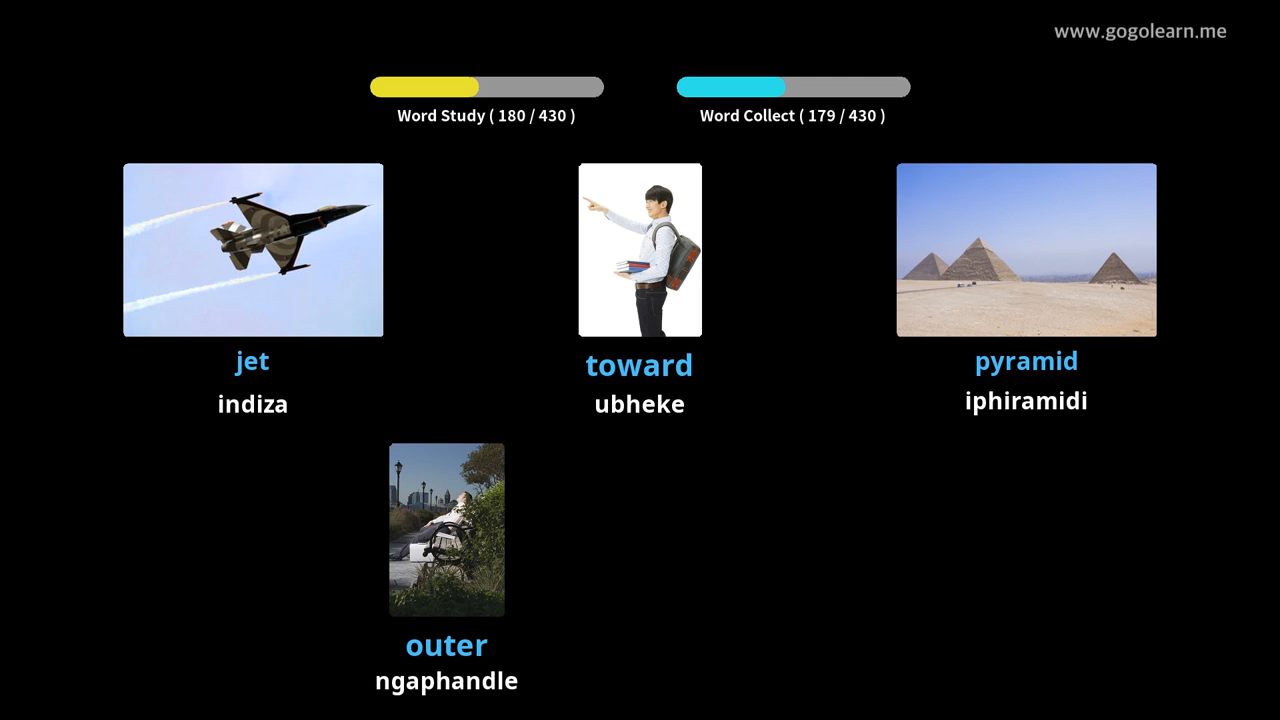 www.gogolearn.me
Word Study ( 180 / 430 )
Word Collect ( 179 / 430 )
jet
indiza
toward
ubheke
pyramid
iphiramidi
outer
ngaphandle